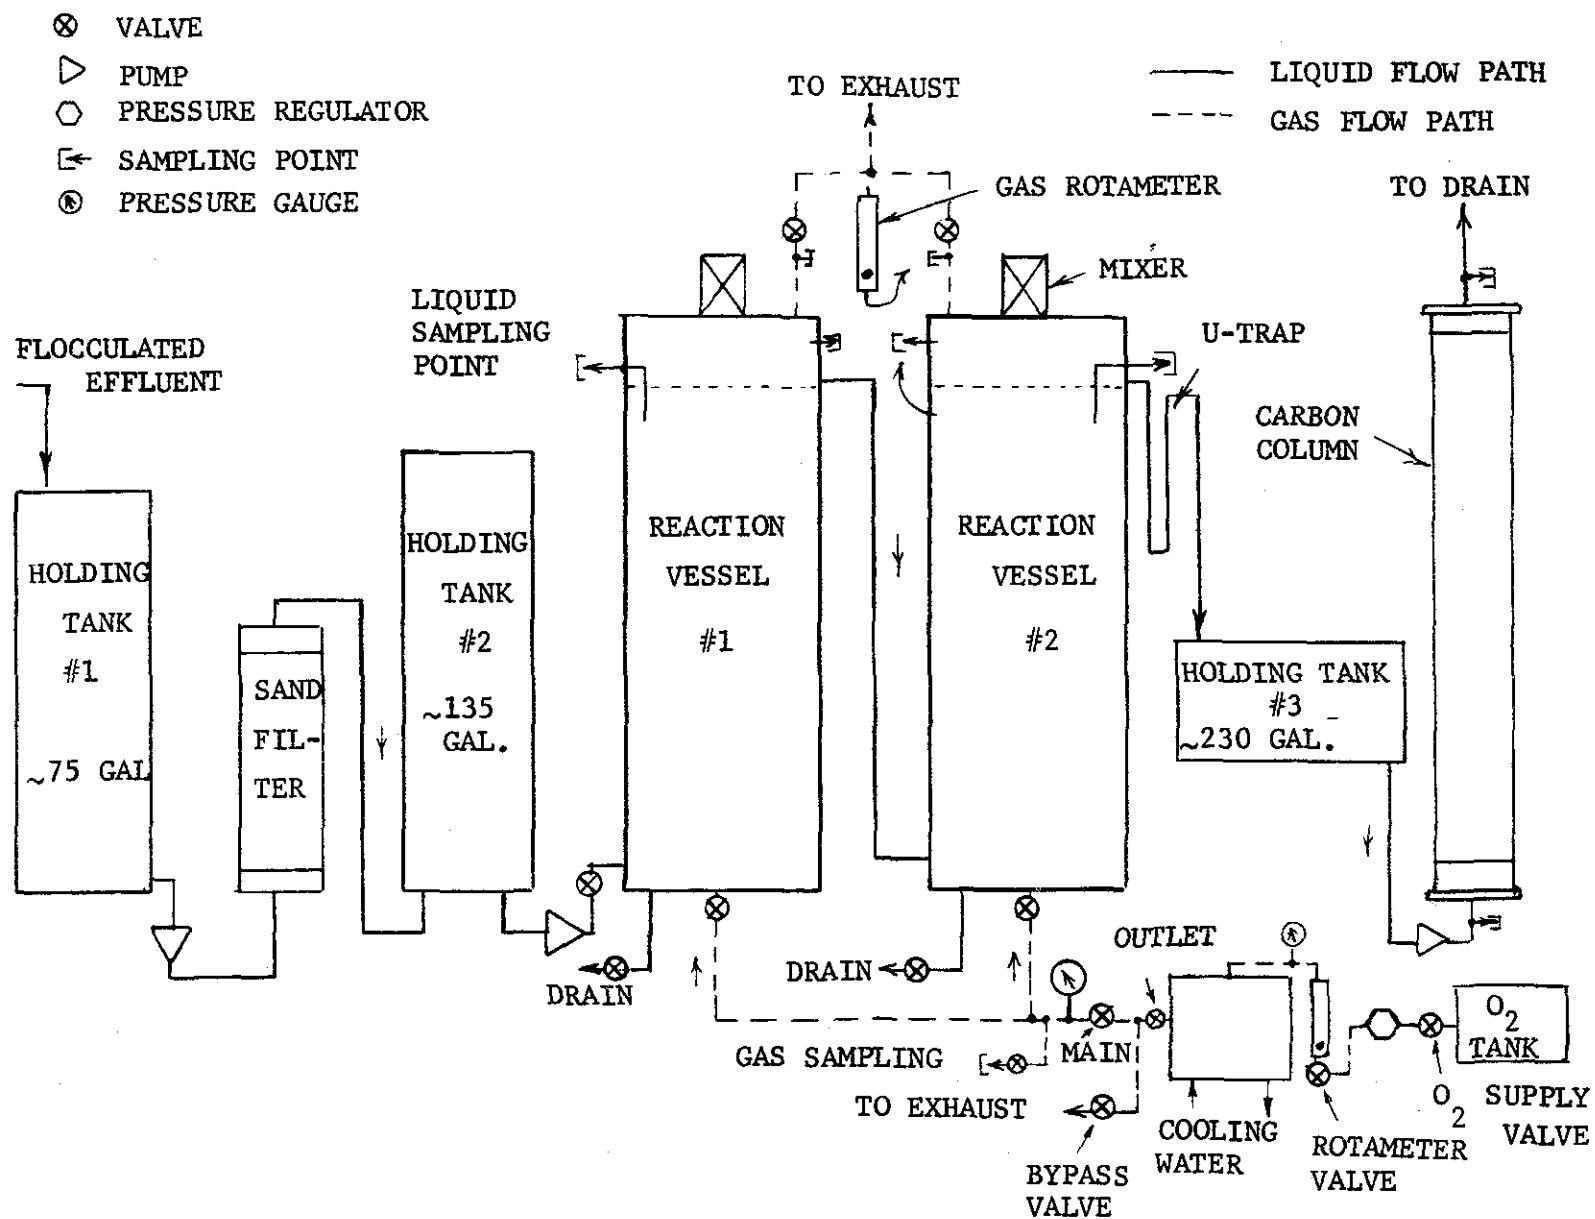 VALVE
PUMP
PRESSURE REGULATOR
SAMPLING POINT
PRESSURE GAUGE
LIQUID FLOW PATH
GAS FLOW PATH
TO EXHAUST
GAS ROTAMETER
TO DRAIN
MIXER
LIQUID
SAMPLING
POINT
U-TRAP
FLOCCULATED
EFFLUENT
CARBON
COLUMN
HOLDING
TANK
#1
~75 GAL
SAND
FIL-
TER
HOLDING
TANK
#2
~135
GAL.
REACTION
VESSEL
#1
REACTION
VESSEL
#2
HOLDING TANK
#3
~230 GAL.
DRAIN
DRAIN
OUTLET
GAS SAMPLING
MAIN
TO EXHAUST
BYPASS
VALVE
COOLING
WATER
ROTAMETER
VALVE
O2
TANK
O2 SUPPLY
VALVE